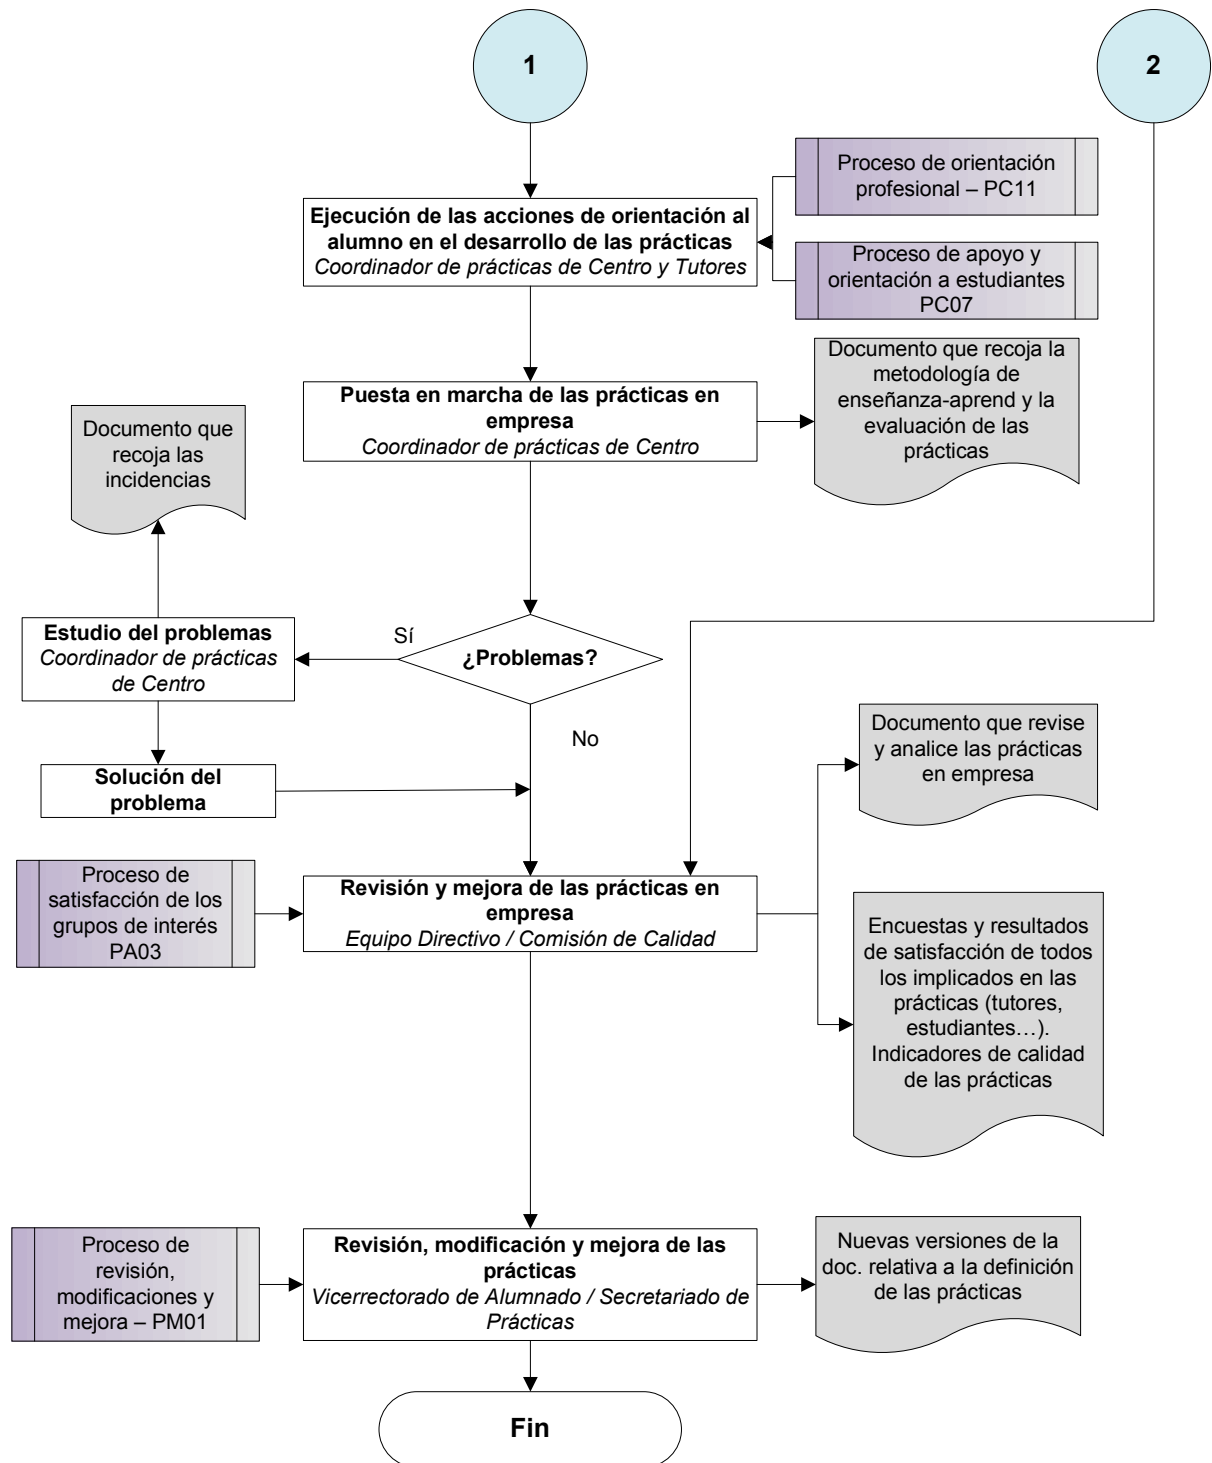 1
2
Proceso de orientación
profesional – PC11
Ejecución de las acciones de orientación al
alumno en el desarrollo de las prácticas
Coordinador de prácticas de Centro y Tutores
Proceso de apoyo y
orientación a estudiantes
PC07
Documento que recoja la
metodología de
enseñanza-aprend y la
evaluación de las
prácticas
Puesta en marcha de las prácticas en
empresa
Coordinador de prácticas de Centro
Documento que
recoja las
incidencias
Estudio del problemas
Coordinador de prácticas
de Centro
Sí
¿Problemas?
No
Solución del
problema
Documento que revise
y analice las prácticas
en empresa
Proceso de
satisfacción de los
grupos de interés
PA03
Revisión y mejora de las prácticas en
empresa
Equipo Directivo / Comisión de Calidad
Encuestas y resultados
de satisfacción de todos
los implicados en las
prácticas (tutores,
estudiantes…).
Indicadores de calidad
de las prácticas
Proceso de
revisión,
modificaciones y
mejora – PM01
Revisión, modificación y mejora de las
prácticas
Vicerrectorado de Alumnado / Secretariado de
Prácticas
Nuevas versiones de la
doc. relativa a la definición
de las prácticas
Fin